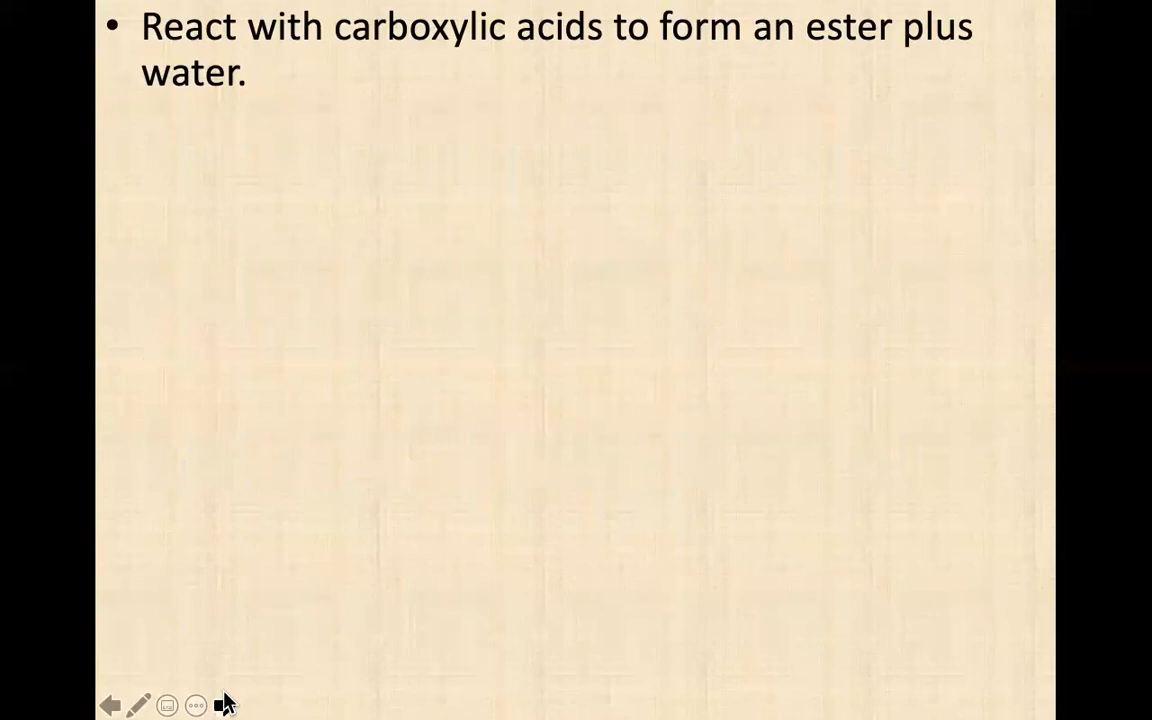 • React with carboxylic acids to form an ester plus
water.